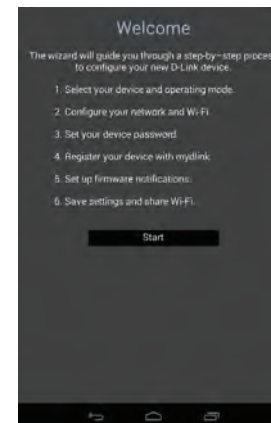 Welcome
The wizard will guide you through a step-by-step proces
to configure your new D-Link device.
1. Select your device and operating mode.
2. Configure your network and Wi-Fi.
3. Set your device password.
4. Register your device with mydlink.
5. Set up firmware notifications.
6. Save settings and share Wi-Fi.
Start